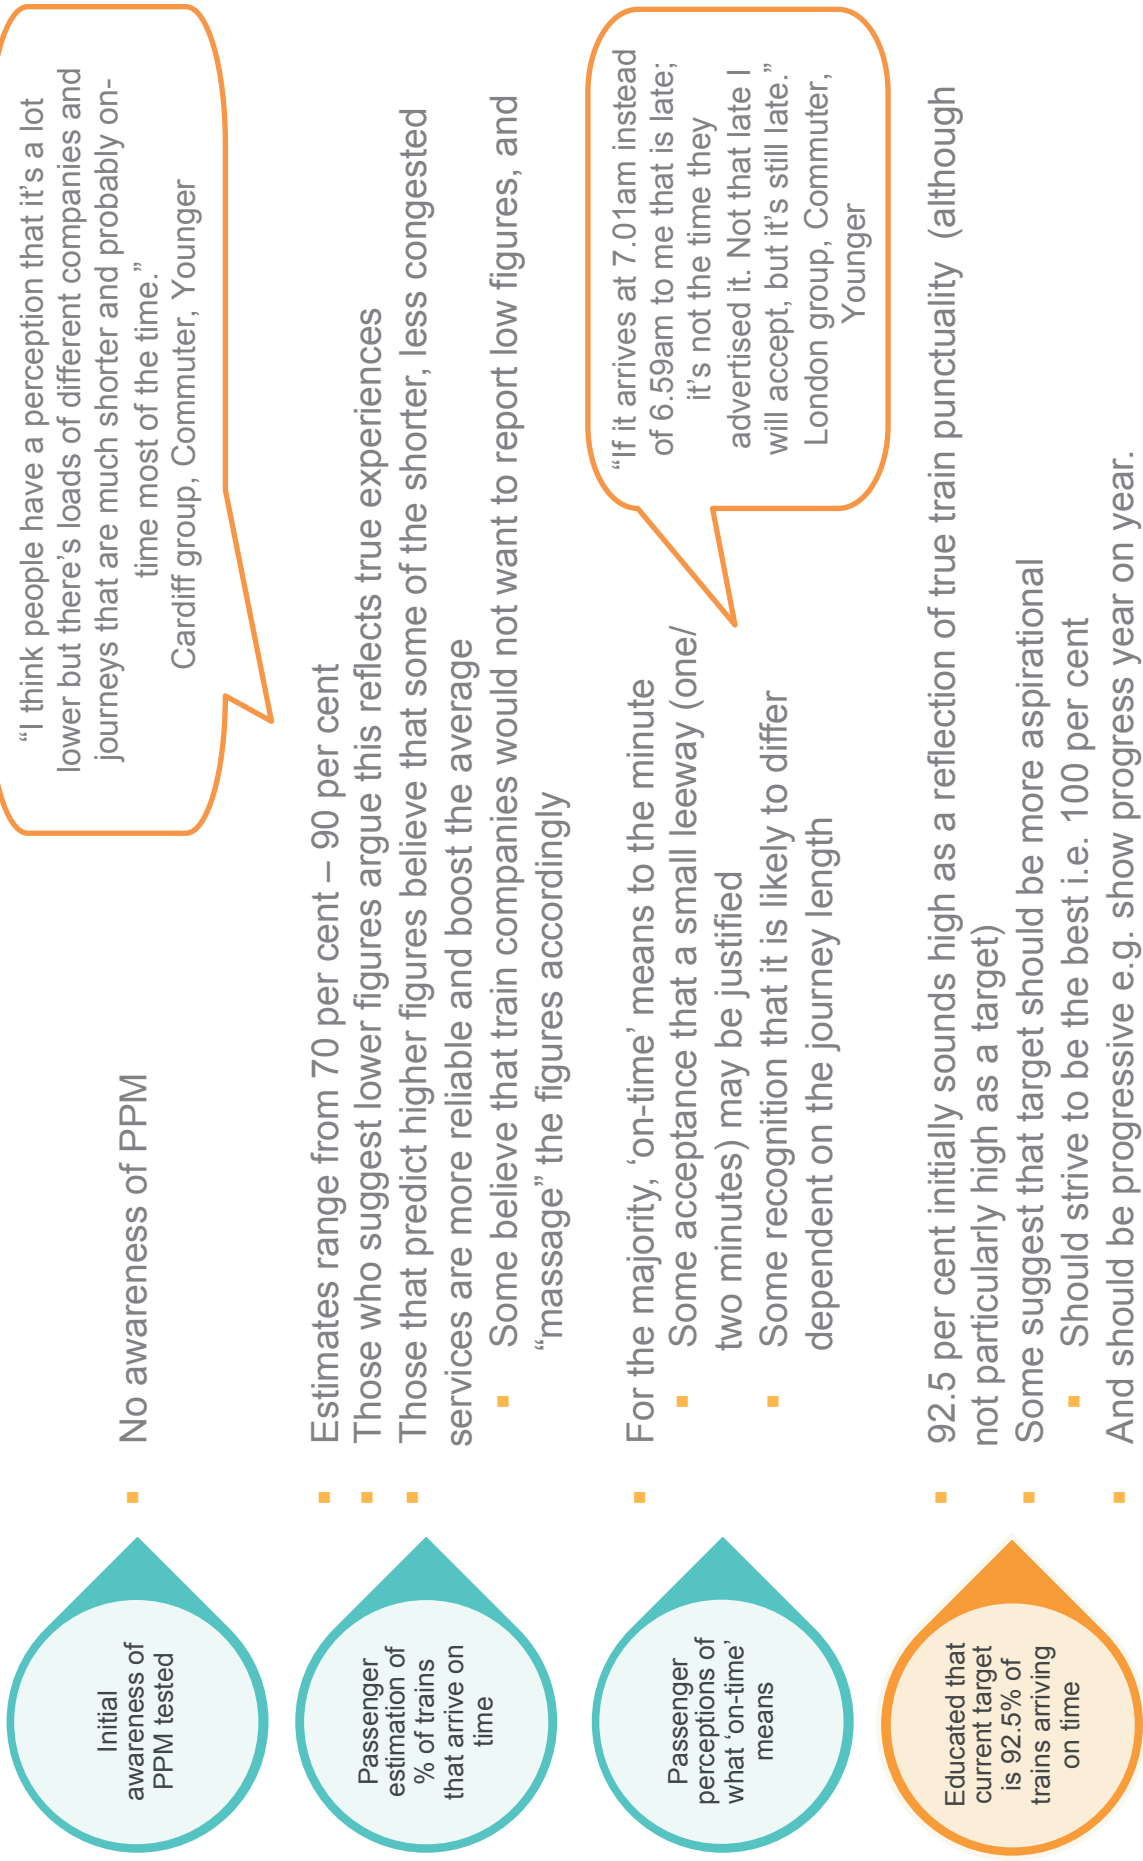 Initial
awareness of
PPM tested
▪ No awareness of PPM
“I think people have a perception that it’s a lot
lower but there’s loads of different companies and
journeys that are much shorter and probably on-
time most of the time.”
Cardiff group, Commuter, Younger
Passenger
estimation of
% of trains
that arrive on
time
▪ Estimates range from 70 per cent – 90 per cent
▪ Those who suggest lower figures argue this reflects true experiences
▪ Those that predict higher figures believe that some of the shorter, less congested
services are more reliable and boost the average
▪ Some believe that train companies would not want to report low figures, and
“massage” the figures accordingly
Passenger
perceptions of
what ‘on-time’
means
▪ For the majority, ‘on-time’ means to the minute
▪ Some acceptance that a small leeway (one/
two minutes) may be justified
▪ Some recognition that it is likely to differ
dependent on the journey length
“If it arrives at 7.01am instead
of 6.59am to me that is late;
it’s not the time they
advertised it. Not that late I
will accept, but it’s still late.”
London group, Commuter,
Younger
Educated that
current target
is 92.5% of
trains arriving
on time
▪ 92.5 per cent initially sounds high as a reflection of true train punctuality (although
not particularly high as a target)
▪ Some suggest that target should be more aspirational
▪ Should strive to be the best i.e. 100 per cent
▪ And should be progressive e.g. show progress year on year.